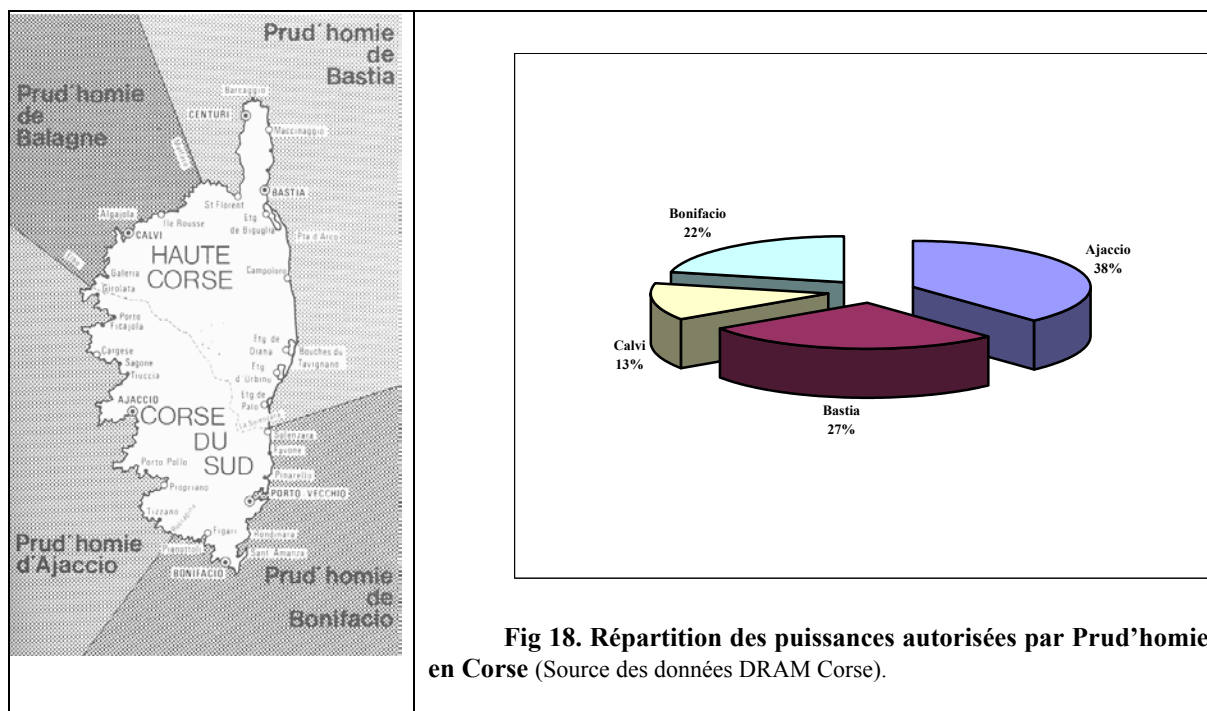 Prud'homie
de
Bastia
Prud'homie
de
Balagne
Barcaggio
CENTURI
Maccinaggio
BASTIA
St Florent
Etg
de Biguglia
Algajola
Ile Rousse
CALVI
Pta d'Arco
HAUTE
CORSE
Galeria
Girolata
Campoloro
Porto
Ficajola
Cargese
Sagone
Tiuccia
Etg de
Diana
Bouches du
Tavignano
Etg
d'Urbino
Etg de
Palo
AJACCIO
CORSE
DU
SUD
Solenzara
Favone
Porto Pollo
Pinarello
Propriano
PORTO VECCHIO
Tizzano
Figari
Rondinara
Pianottoli
Sant Amanza
BONIFACIO
Prud'homie
d'Ajaccio
Prud'homie
de
Bonifacio
Bonifacio
22%
Ajaccio
38%
Calvi
13%
Bastia
27%
Fig 18. Répartition des puissances autorisées par Prud’homie
en Corse (Source des données DRAM Corse).